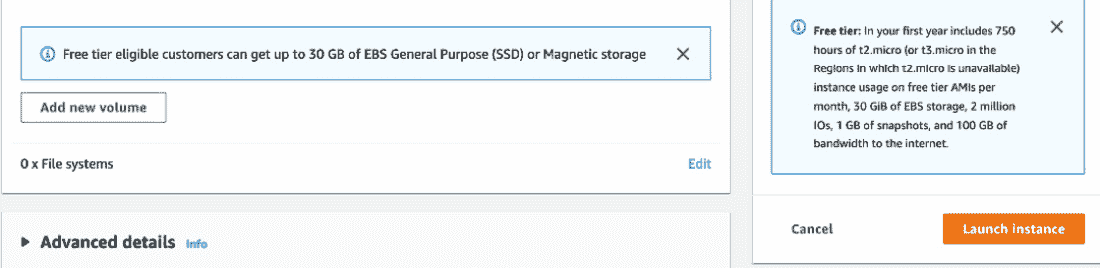 Free tier eligible customers can get up to 30 GB of EBS General Purpose (SSD) or Magnetic storage
Add new volume
0 x File systems
Edit
Advanced details Info
Free tier: In your first year includes 750
hours of t2.micro (or t3.micro in the
Regions in which t2.micro is unavailable)
instance usage on free tier AMIs per
month, 30 GiB of EBS storage, 2 million
IOs, 1 GB of snapshots, and 100 GB of
bandwidth to the internet.
Cancel
Launch instance